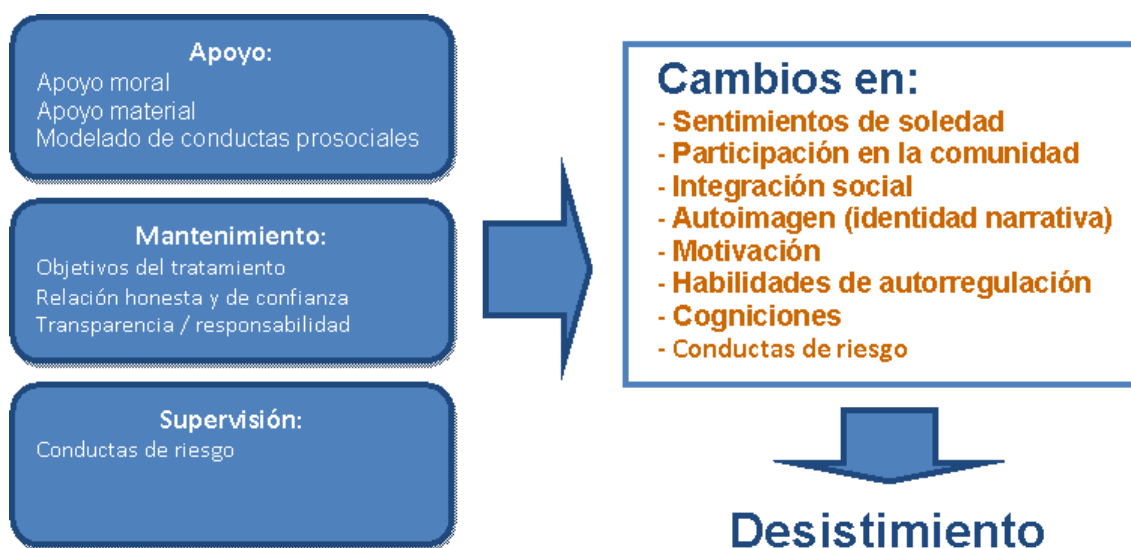 Apoyo:
Apoyo moral
Apoyo material
Modelado de conductas prosociales
Mantenimiento:
Objetivos del tratamiento
Relación honesta y de confianza
Transparencia / responsabilidad
Supervisión:
Conductas de riesgo
Cambios en:
- Sentimientos de soledad
- Participación en la comunidad
- Integración social
- Autoimagen (identidad narrativa)
- Motivación
- Habilidades de autorregulación
- Cogniciones
- Conductas de riesgo
Desistimiento